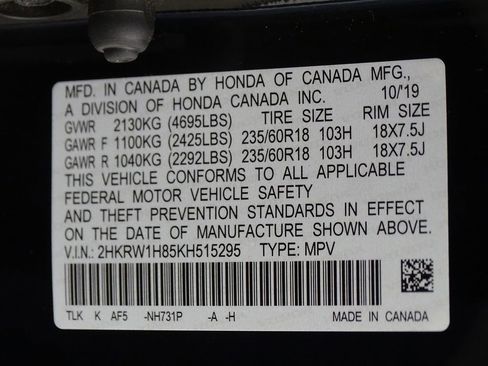 MFD. IN CANADA BY HONDA OF CANADA MFG.,
A DIVISION OF HONDA CANADA INC. 10/'19
GVWR 2130KG (4695LBS) TIRE SIZE RIM SIZE
GAWR F 1100KG (2425LBS) 235/60R18 103H 18X7.5J
GAWR R 1040KG (2292LBS) 235/60R18 103H 18X7.5J
THIS VEHICLE CONFORMS TO ALL APPLICABLE
FEDERAL MOTOR VEHICLE SAFETY
AND THEFT PREVENTION STANDARDS IN EFFECT
ON THE DATE OF MANUFACTURE SHOWN ABOVE.
V.I.N.: 2HKRW1H85KH515295 TYPE: MPV
TLK K AF5 -NH731P -A -H MADE IN CANADA